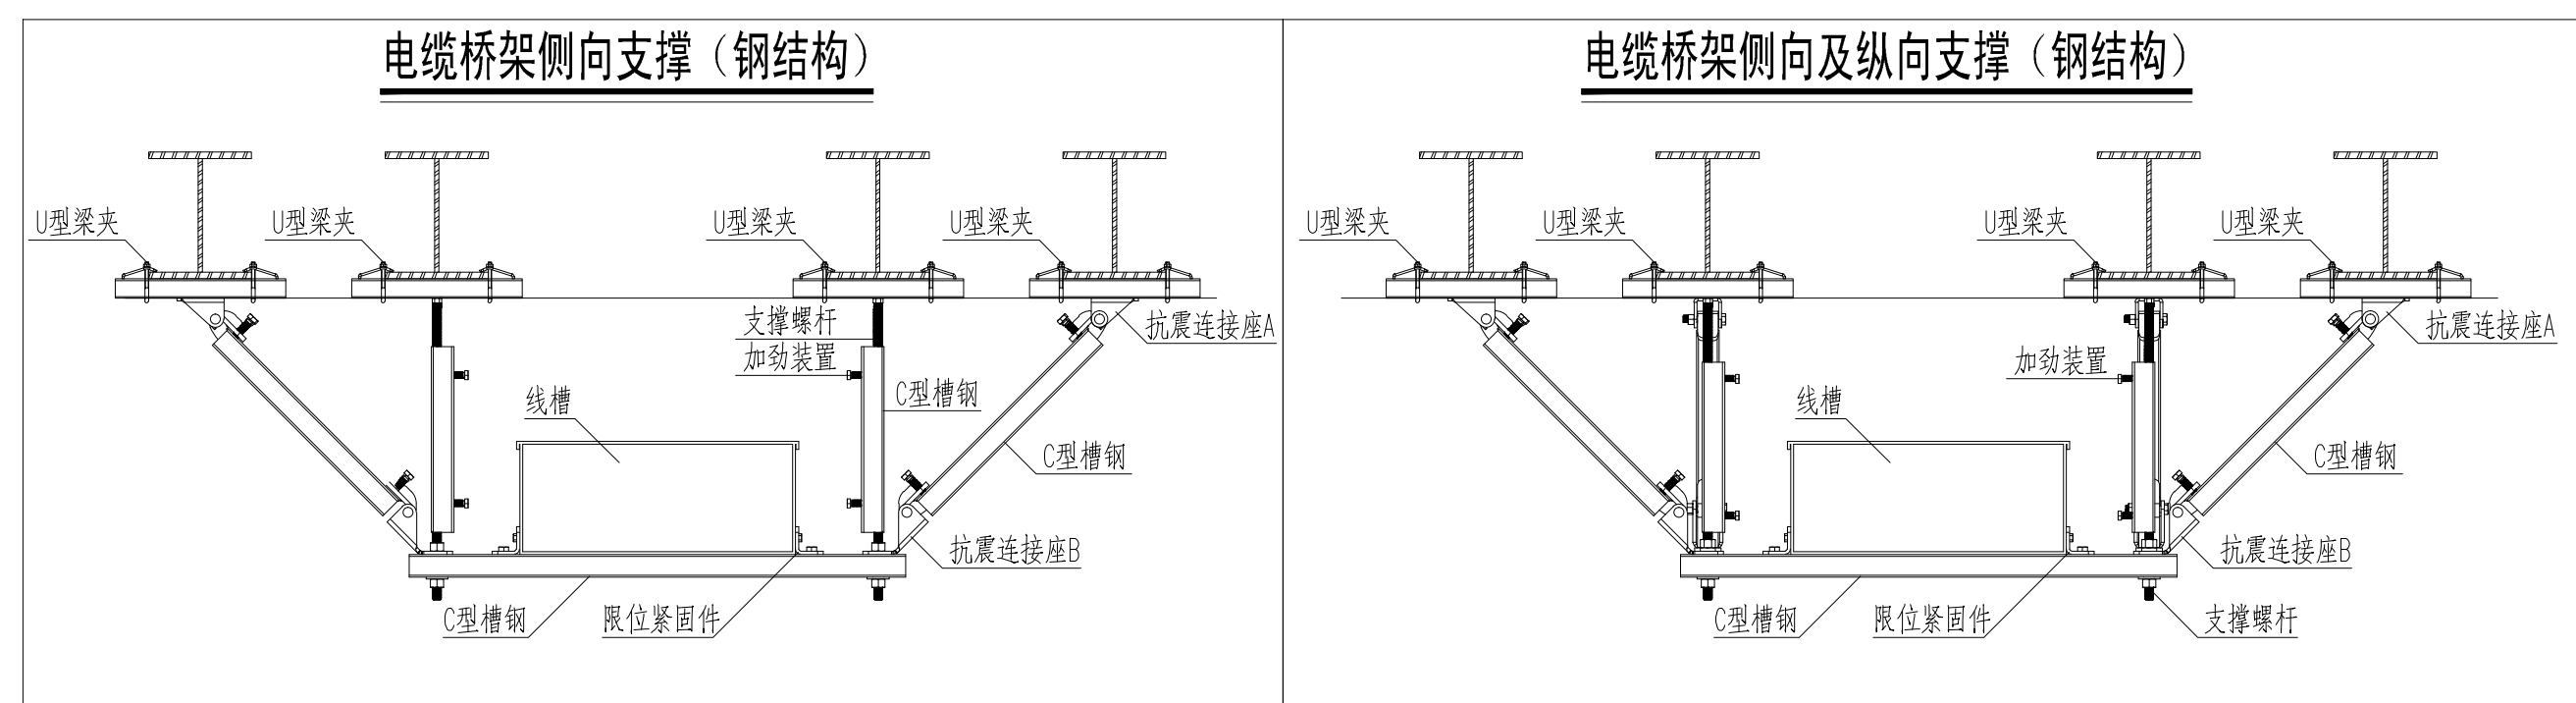 电缆桥架侧向支撑（钢结构）
U型梁夹
U型梁夹
U型梁夹
U型梁夹
支撑螺杆
抗震连接座A
加劲装置
C型槽钢
线槽
C型槽钢
抗震连接座B
C型槽钢
限位紧固件
电缆桥架侧向及纵向支撑（钢结构）
U型梁夹
U型梁夹
U型梁夹
U型梁夹
抗震连接座A
加劲装置
线槽
C型槽钢
抗震连接座B
C型槽钢
限位紧固件
支撑螺杆